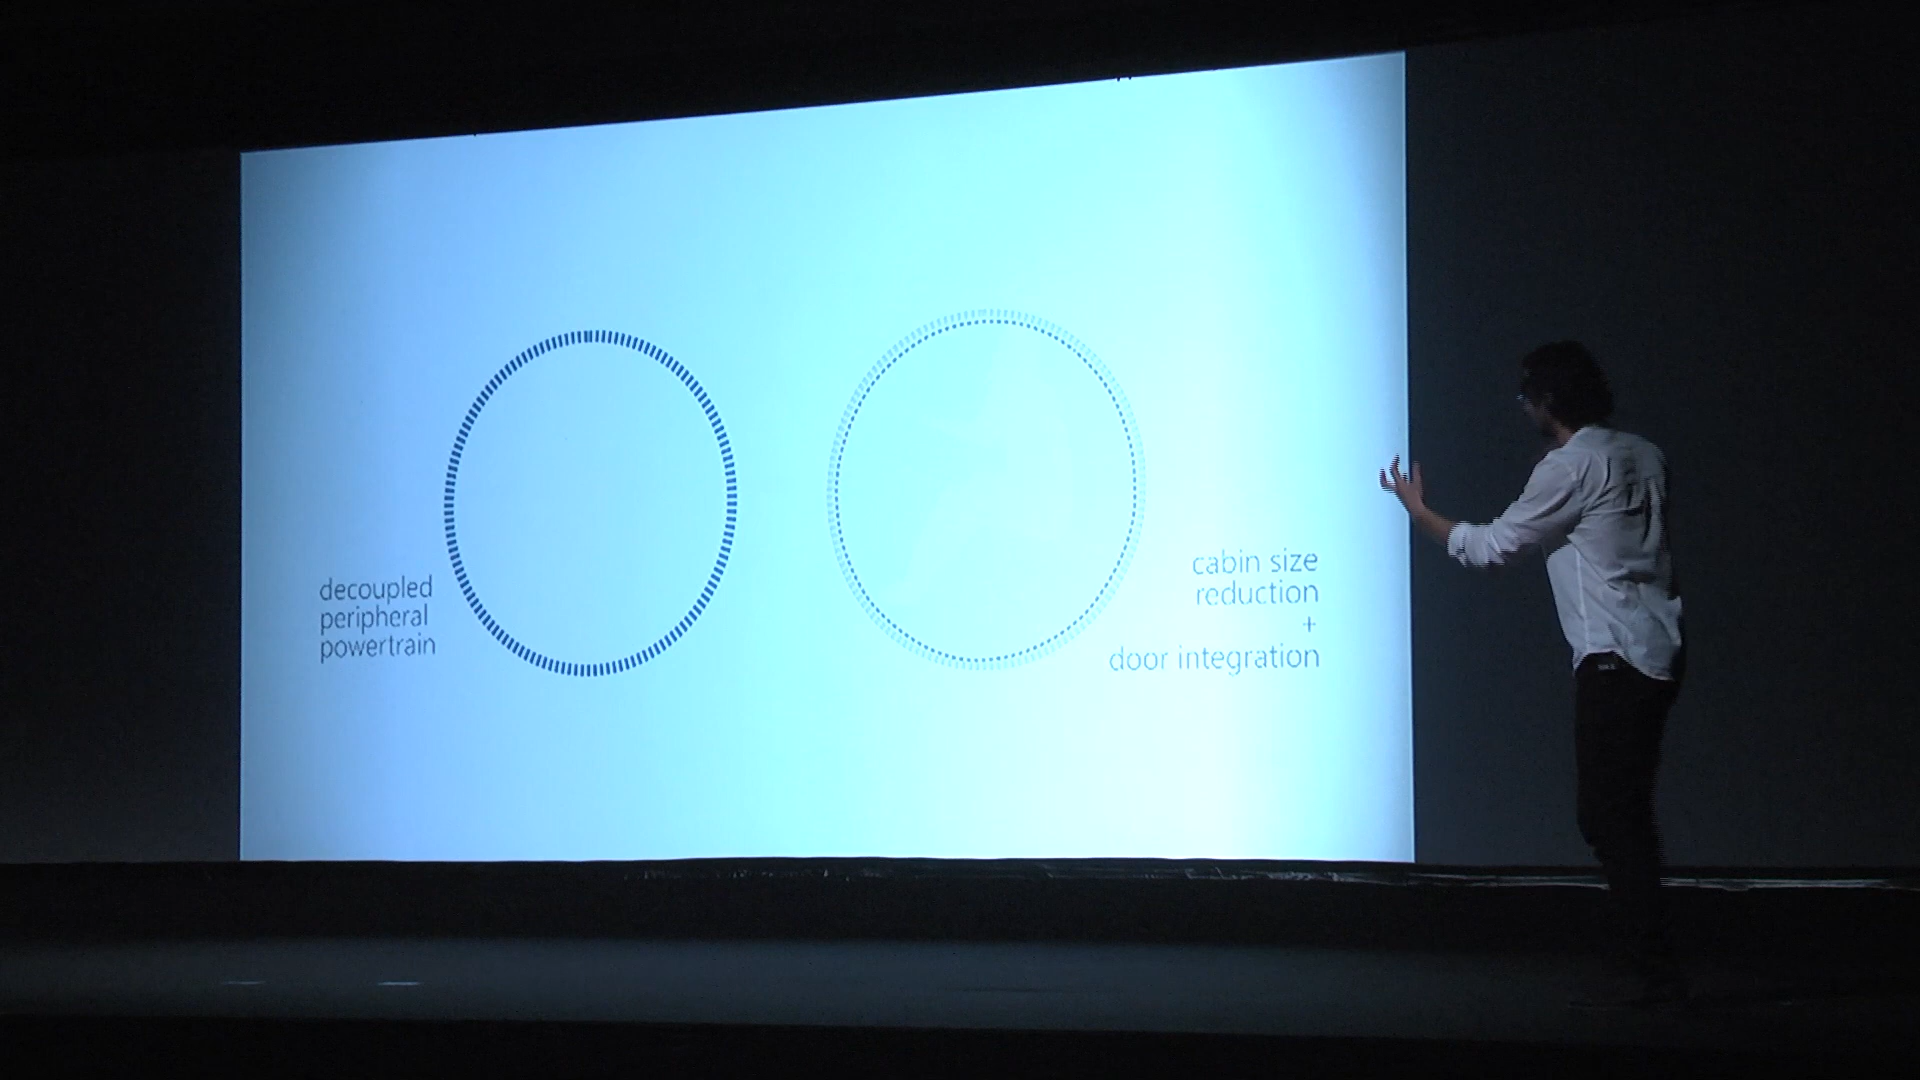 decoupled
peripheral
powertrain
cabin size
reduction
+
door integration